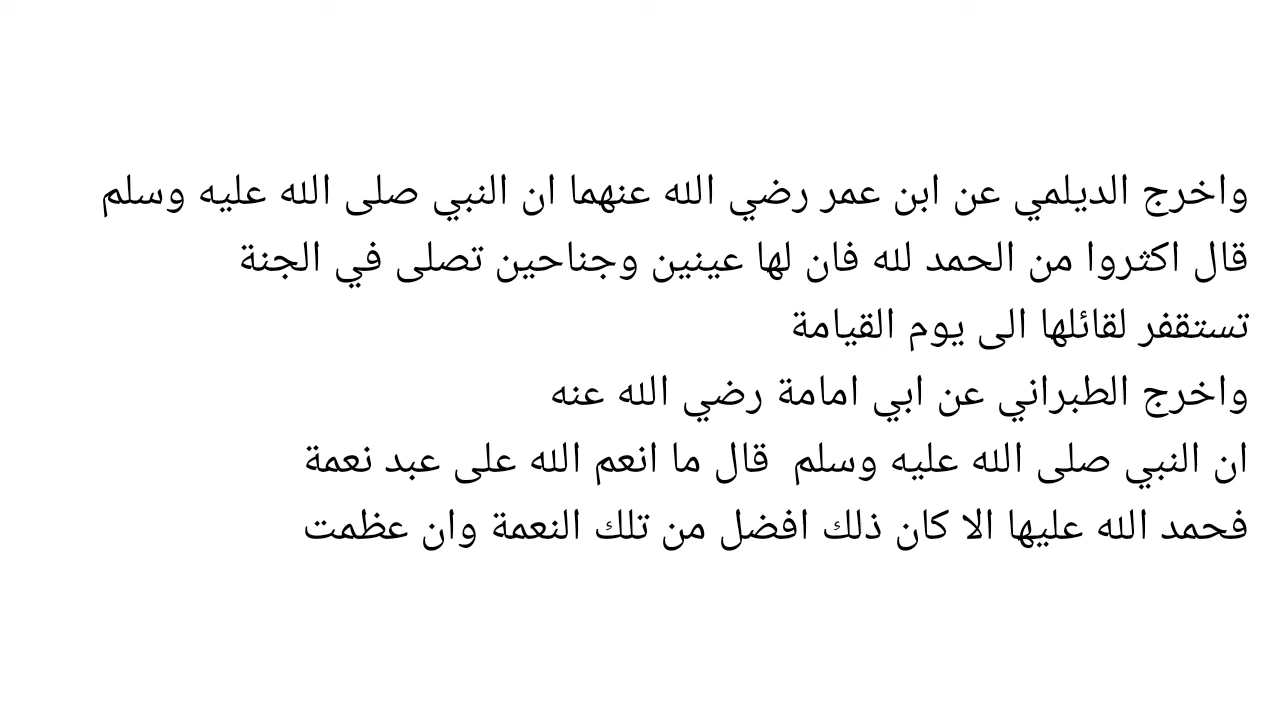 واخرج الديلمي عن ابن عمر رضي الله عنهما ان النبي صلى الله عليه وسلم
قال اكثروا من الحمد لله فان لها عينين وجناحين تصلى في الجنة
تستقفر لقائلها الى يوم القيامة
واخرج الطبراني عن ابي امامة رضي الله عنه
ان النبي صلى الله عليه وسلم  قال ما انعم الله على عبد نعمة
فحمد الله عليها الا كان ذلك افضل من تلك النعمة وان عظمت